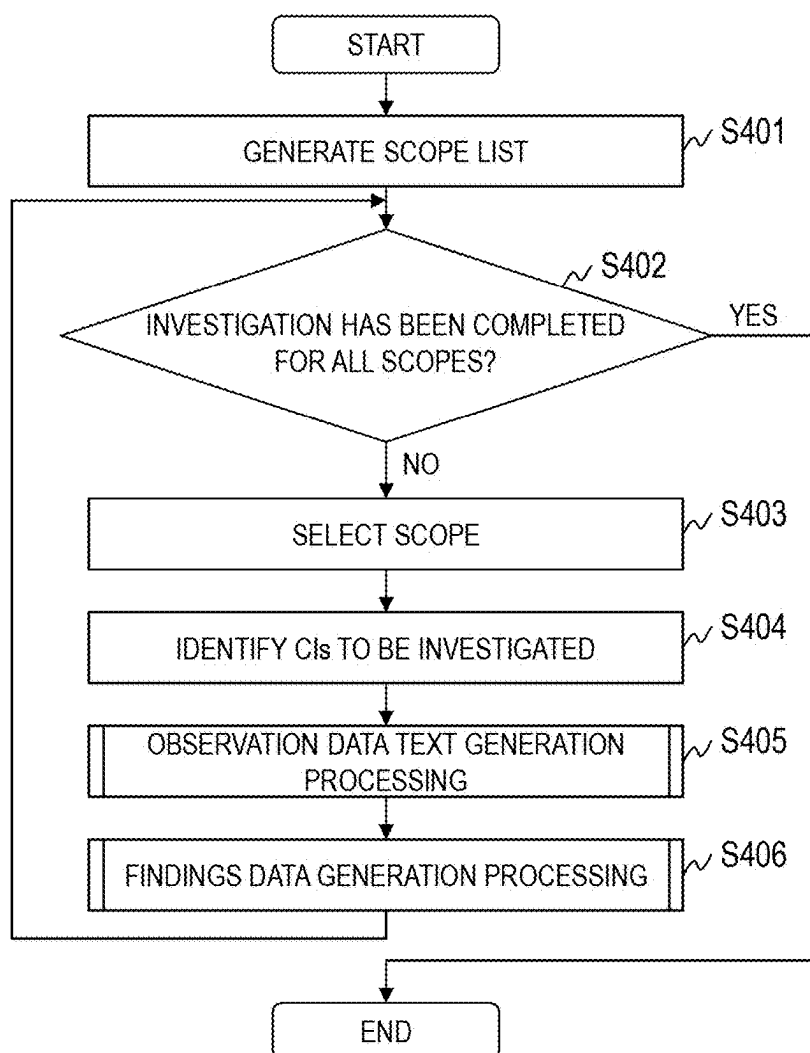 START
GENERATE SCOPE LIST
S401
S402
INVESTIGATION HAS BEEN COMPLETED
FOR ALL SCOPES?
YES
NO
SELECT SCOPE
S403
IDENTIFY CIs TO BE INVESTIGATED
S404
OBSERVATION DATA TEXT GENERATION
PROCESSING
S405
FINDINGS DATA GENERATION PROCESSING
S406
END